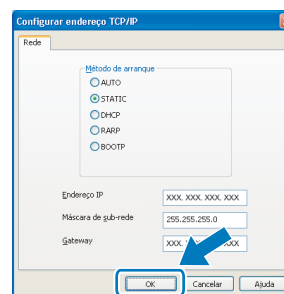 Configurar endereço TCP/IP
Rede
Método de arranque
AUTO
STATIC
DHCP
RARP
BOOTP
Endereço IP XXX. XXX. XXX. XXX
Máscara de sub-rede 255.255.255.0
Gateway XXX.
OK Cancelar Ajuda